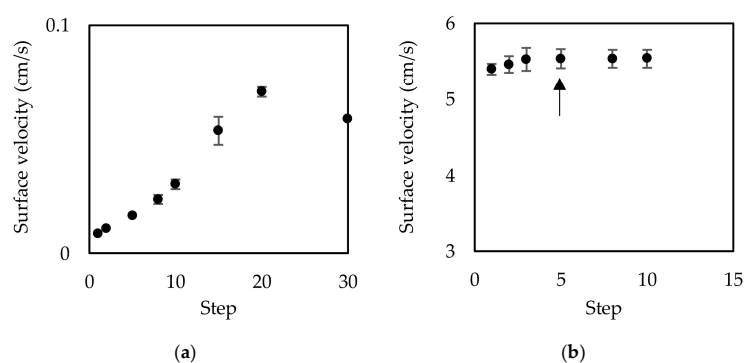 0.1
0
Surface velocity (cm/s)
0 10 20 30
Step
(a)
6
5
4
3
Surface velocity (cm/s)
0 5 10 15
Step
(b)